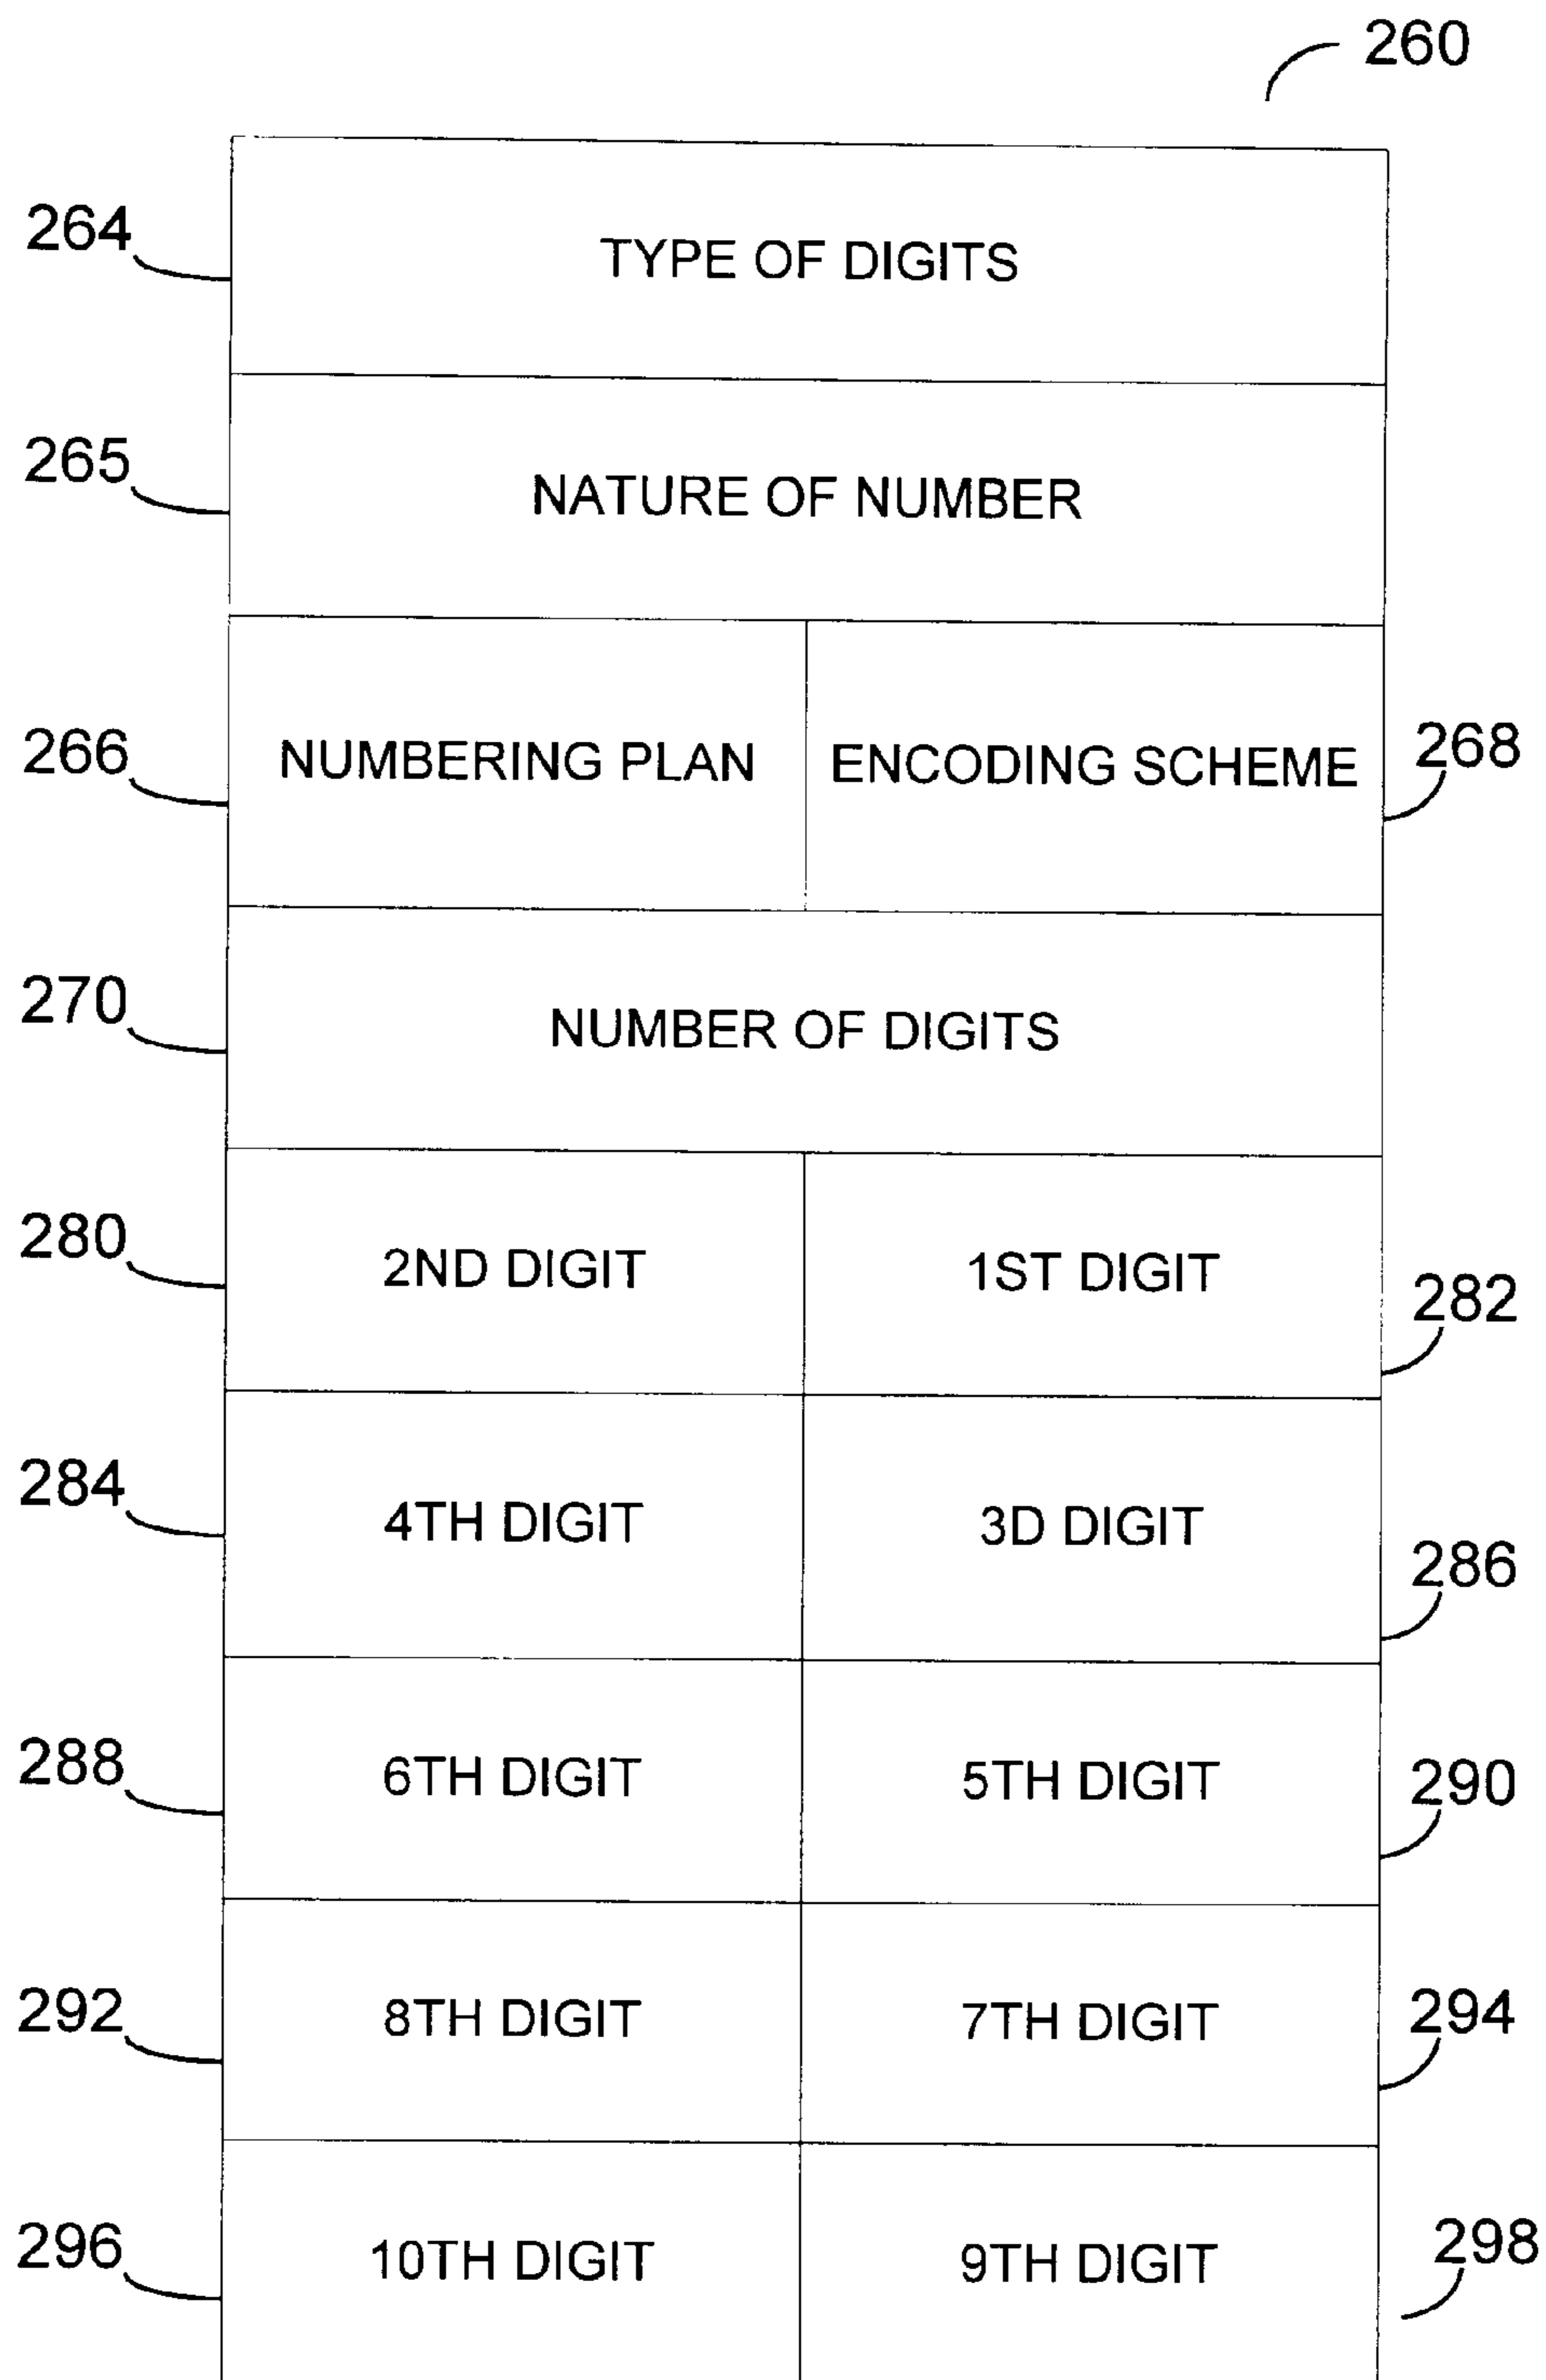 260
264
TYPE OF DIGITS
265
NATURE OF NUMBER
266
NUMBERING PLAN
ENCODING SCHEME
268
270
NUMBER OF DIGITS
280
2ND DIGIT
1ST DIGIT
282
284
4TH DIGIT
3D DIGIT
286
288
6TH DIGIT
5TH DIGIT
290
292
8TH DIGIT
7TH DIGIT
294
296
10TH DIGIT
9TH DIGIT
298